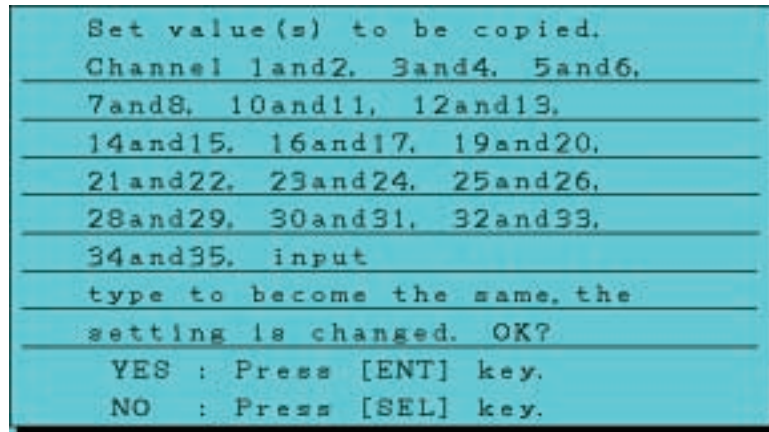 Set value(s) to be copied.
Channel 1and2, 3and4, 5and6,
7and8, 10and11, 12and13,
14and15, 16and17, 19and20,
21and22, 23and24, 25and26,
28and29, 30and31, 32and33,
34and35, input
type to become the same, the
setting is changed. OK?
YES : Press [ENT] key.
NO : Press [SEL] key.